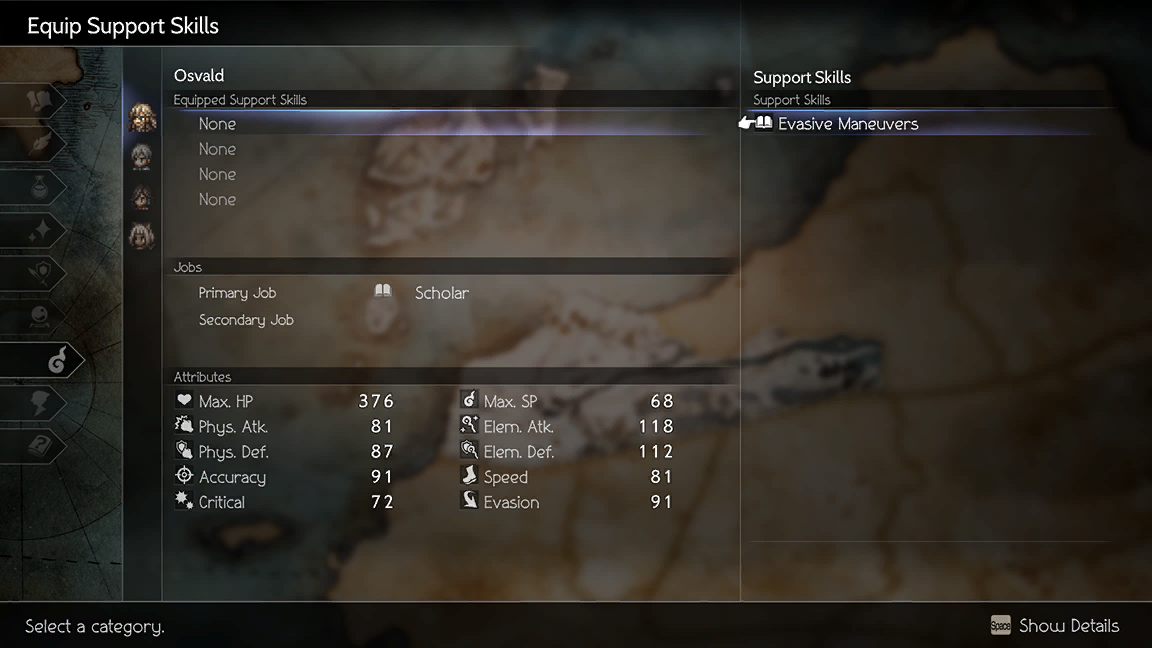 Equip Support Skills
Osvald
Equipped Support Skills
None
None
None
None
Jobs
Primary Job Scholar
Secondary Job
Attributes
Max. HP 376 Max. SP 68
Phys. Atk. 81 Elem. Atk. 118
Phys. Def. 87 Elem. Def. 112
Accuracy 91 Speed 81
Critical 72 Evasion 91
Support Skills
Support Skills
Evasive Maneuvers
Select a category.
Space Show Details